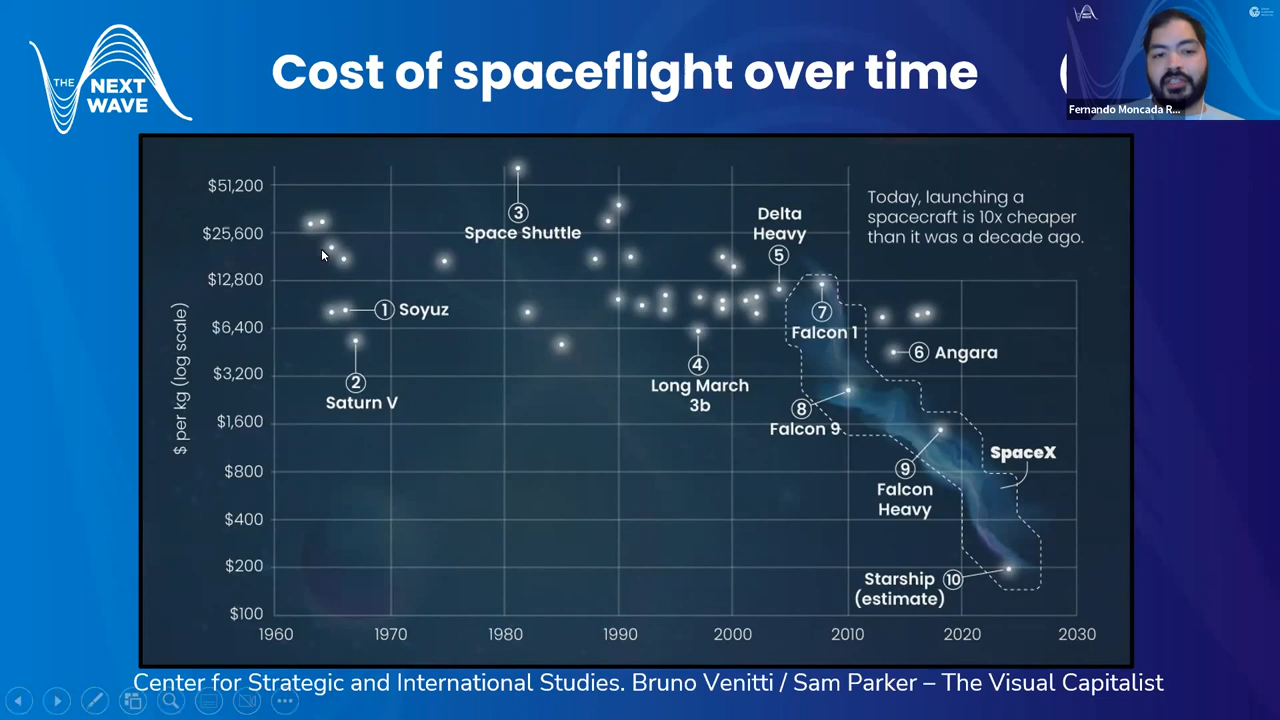 THE
NEXT
WAVE
Cost of spaceflight over time
NEXT
WAVE
Fernando Moncada R...
$51,200
$25,600
$12,800
$6,400
$3,200
$1,600
$800
$400
$200
$100
$ per kg (log scale)
1960
1970
1980
1990
2000
2010
2020
2030
Today, launching a
spacecraft is 10x cheaper
than it was a decade ago.
1 Soyuz
2
Saturn V
3
Space Shuttle
4
Long March
3b
Delta
Heavy
5
6 Angara
7
Falcon 1
8
Falcon 9
9
Falcon
Heavy
SpaceX
Starship 10
(estimate)
Center for Strategic and International Studies. Bruno Venitti / Sam Parker – The Visual Capitalist